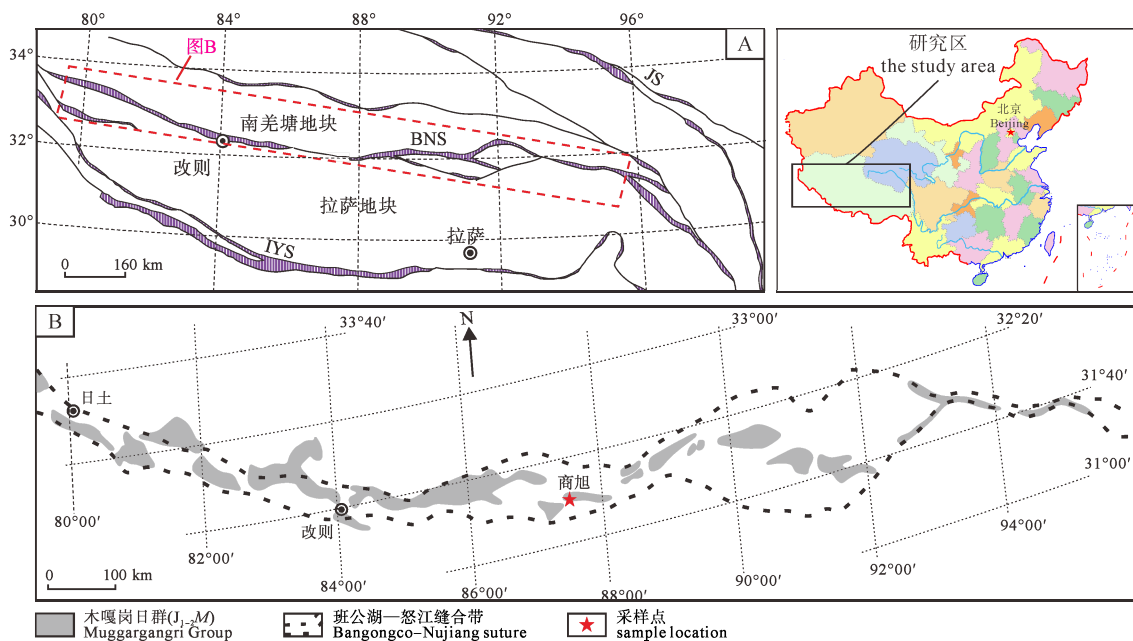 80° 84° 88° 92° 96°
34°
32°
30°
图B
A
JS
南羌塘地块
BNS
改则
拉萨地块
拉萨
IYS
0 160 km
研究区
the study area
北京
Beijing
B
N
33°40′
33°00′
32°20′
31°40′
31°00′
日土
商旭
改则
80°00′
82°00′
84°00′
86°00′
88°00′
90°00′
92°00′
94°00′
0 100 km
木嘎岗日群(J₁₋₂M)
Muggargangri Group
班公湖—怒江缝合带
Bangongco-Nujiang suture
采样点
sample location